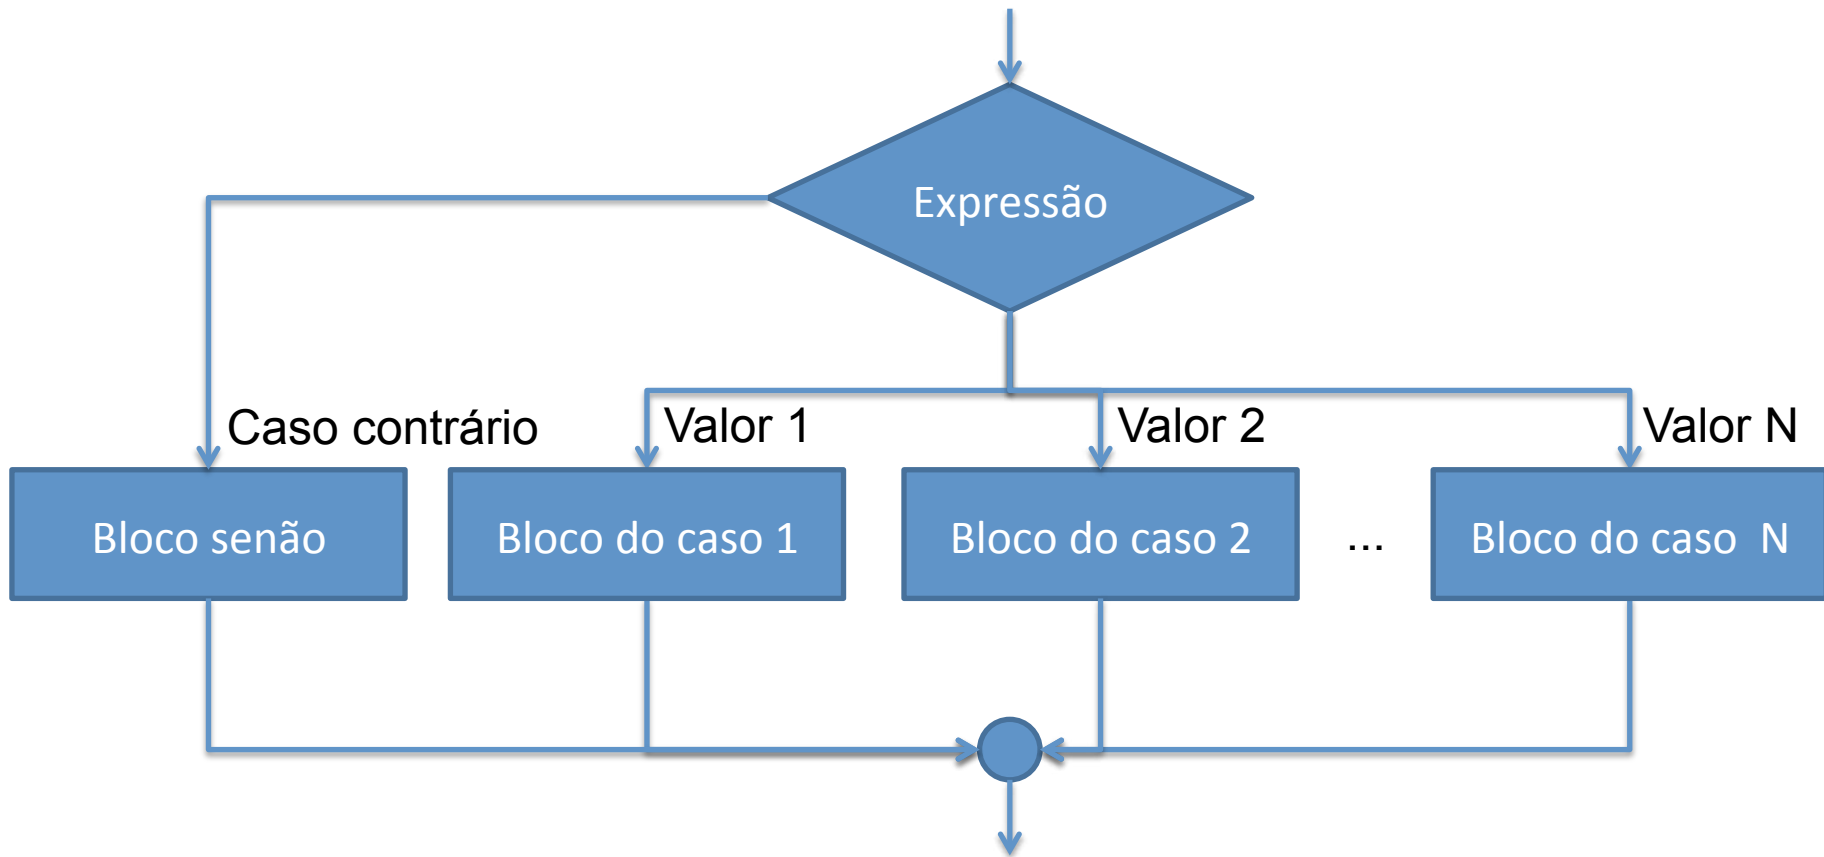 Expressão
Caso contrário
Valor 1
Valor 2
Valor N
Bloco senão
Bloco do caso 1
Bloco do caso 2
...
Bloco do caso  N